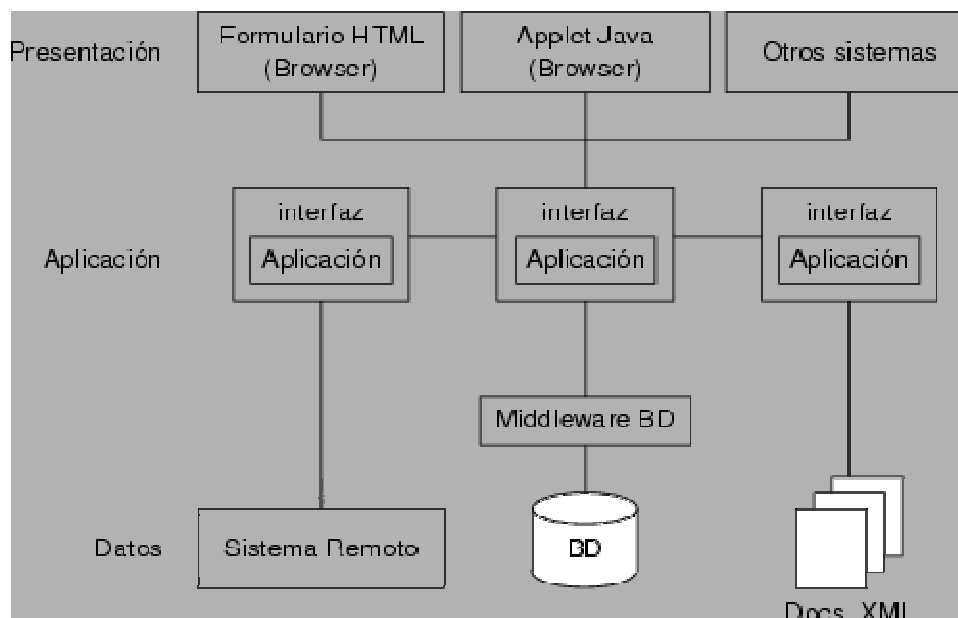 Presentación
Formulario HTML
(Browser)
Applet Java
(Browser)
Otros sistemas
Aplicación
interfaz
Aplicación
interfaz
Aplicación
interfaz
Aplicación
Middleware BD
Datos
Sistema Remoto
BD
Docs. XML